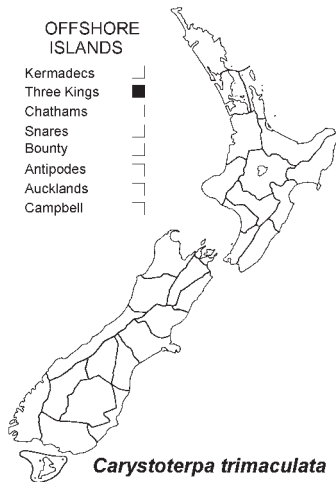 OFFSHORE
ISLANDS
Kermadecs
Three Kings
Chathams
Snares
Bounty
Antipodes
Aucklands
Campbell
Carystoterpa trimaculata